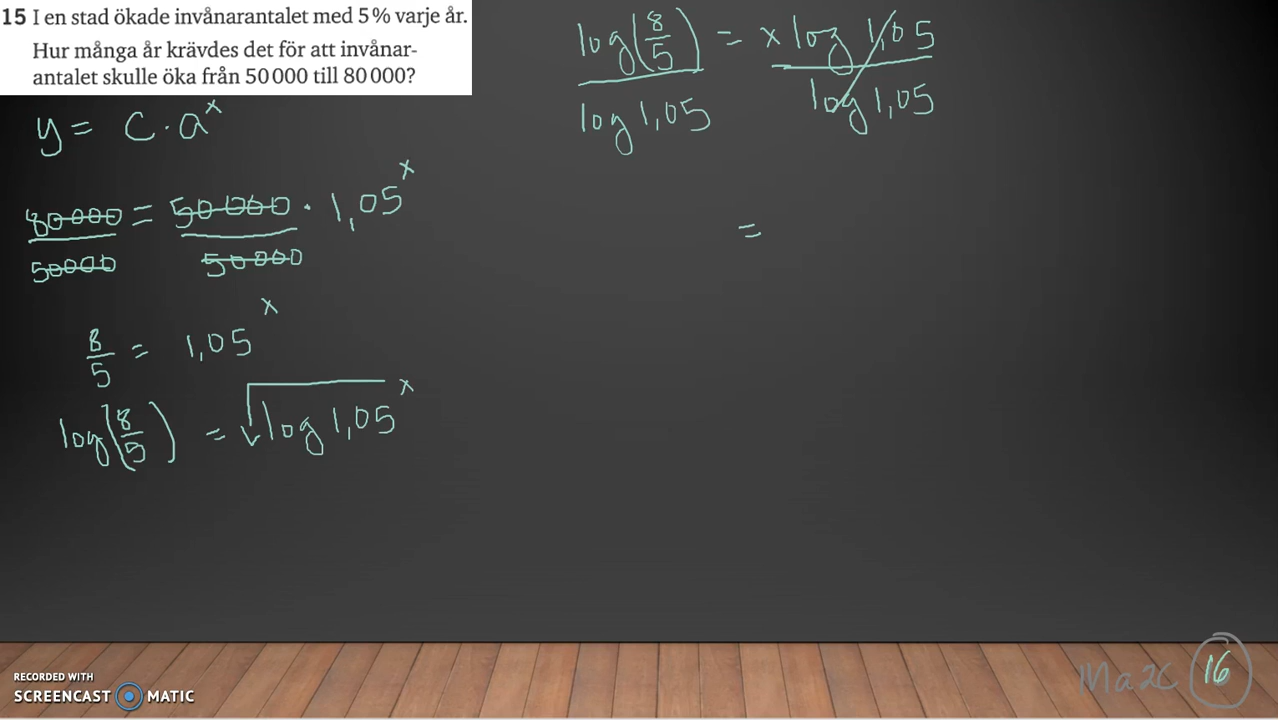 15 I en stad ökade invånarantalet med 5% varje år.
Hur många år krävdes det för att invånar-
antalet skulle öka från 50 000 till 80 000?
y = C · a^x
80000/50000 = 50 000/50000 · 1,05^x
8/5 = 1,05^x
log(8/5) = log 1,05^x
log(8/5)/log 1,05 = x log 1,05/log 1,05
=
RECORDED WITH
SCREENCAST MATIC
Ma2C 16